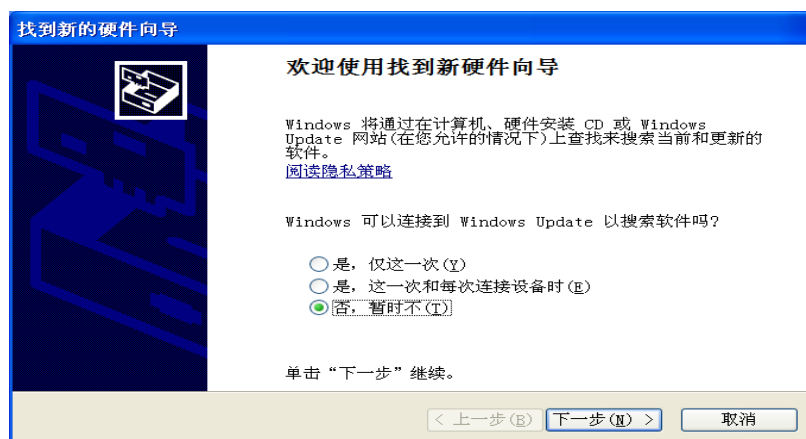 找到新的硬件向导
欢迎使用找到新硬件向导
Windows 将通过在计算机、硬件安装 CD 或 Windows
Update 网站(在您允许的情况下)上查找来搜索当前和更新的
软件。
阅读隐私策略
Windows 可以连接到 Windows Update 以搜索软件吗?
是，仅这一次(Y)
是，这一次和每次连接设备时(E)
否，暂时不(T)
单击“下一步”继续。
< 上一步(B) 下一步(N) > 取消